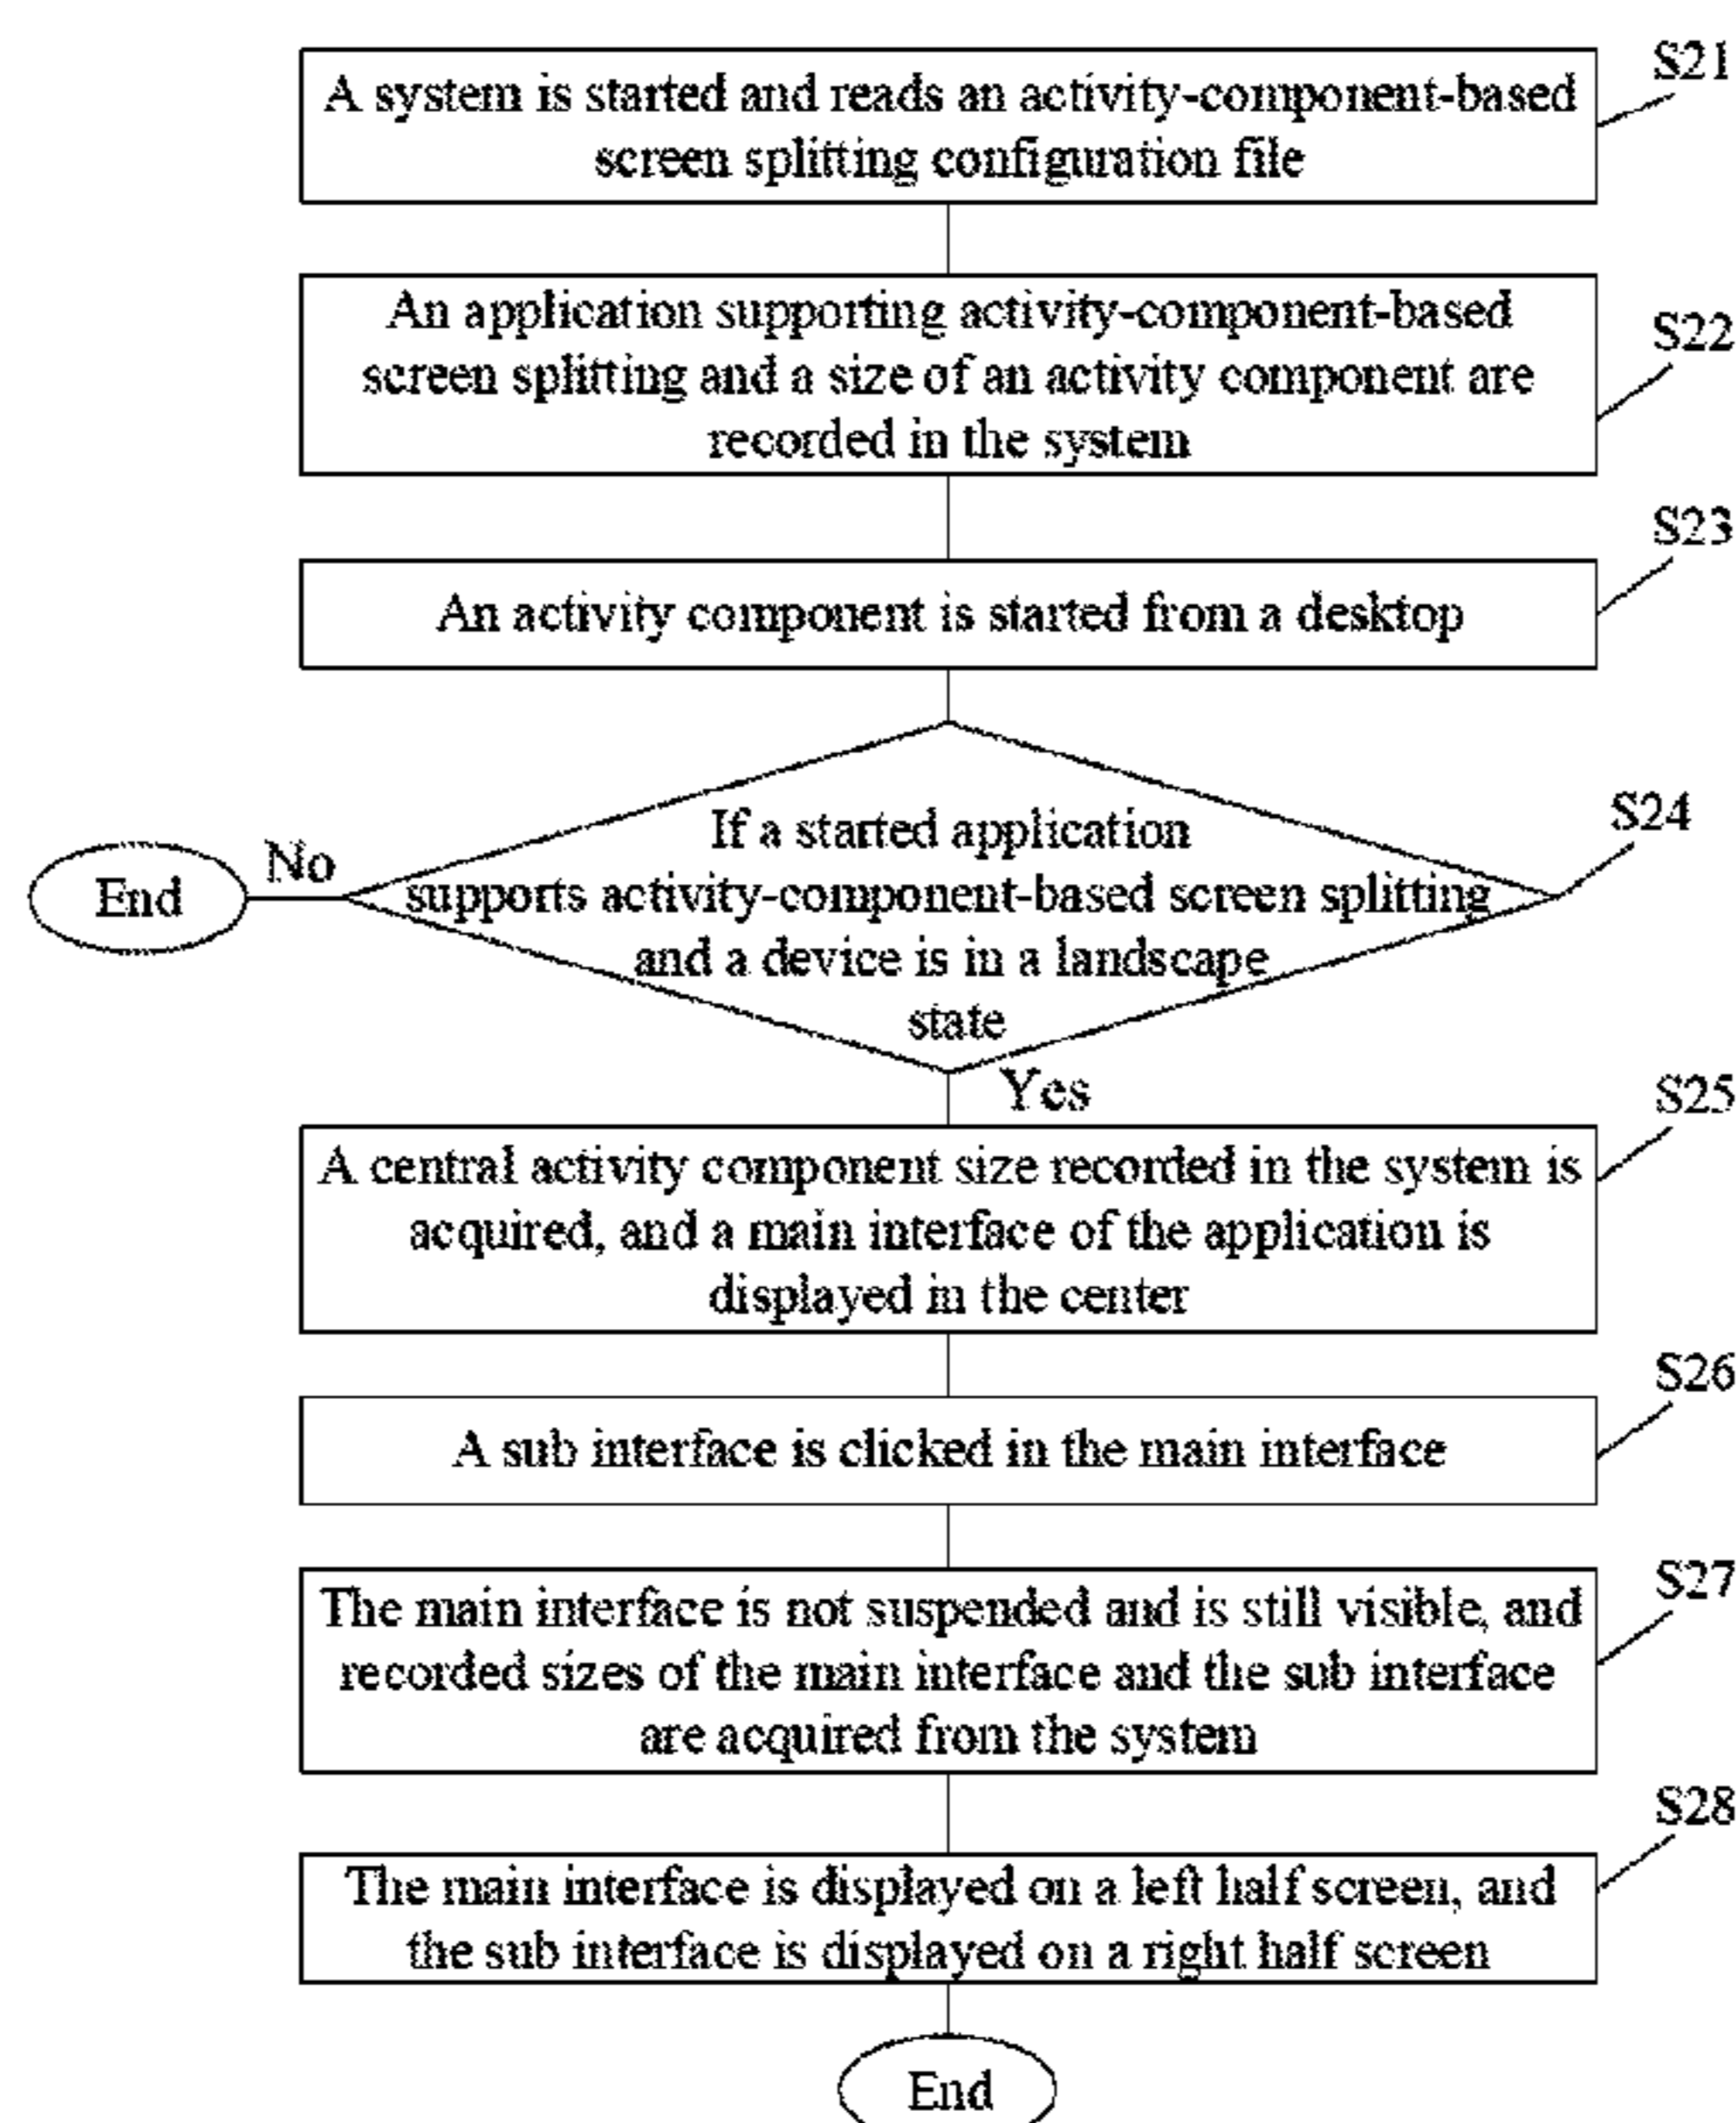 S21
A system is started and reads an activity-component-based
screen splitting configuration file
S22
An application supporting activity-component-based
screen splitting and a size of an activity component are
recorded in the system
S23
An activity component is started from a desktop
S24
If a started application
supports activity-component-based screen splitting
and a device is in a landscape
state
No
End
Yes
S25
A central activity component size recorded in the system is
acquired, and a main interface of the application is
displayed in the center
S26
A sub interface is clicked in the main interface
S27
The main interface is not suspended and is still visible, and
recorded sizes of the main interface and the sub interface
are acquired from the system
S28
The main interface is displayed on a left half screen, and
the sub interface is displayed on a right half screen
End